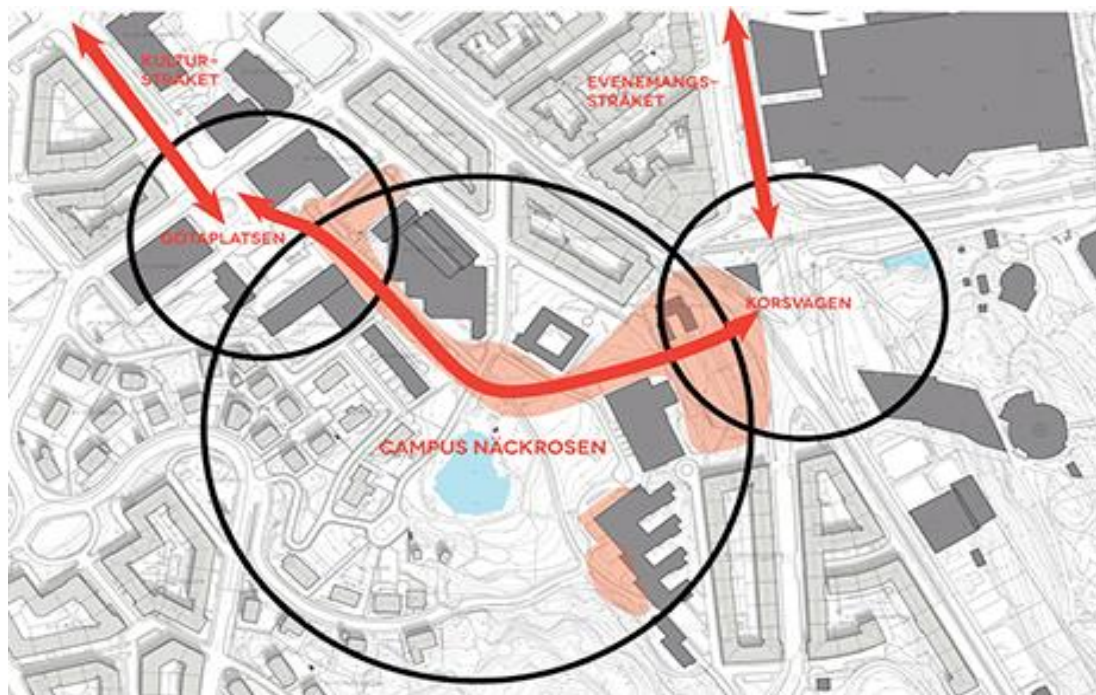 KULTUR-
STRÅKET
EVENEMANGS-
STRÅKET
GÖTAPLATSEN
KORSVÄGEN
CAMPUS NÄCKROSEN